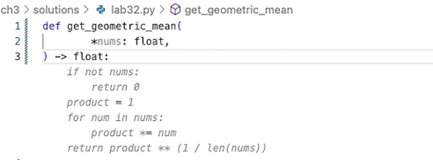 ch3 > solutions > lab32.py > get_geometric_mean
1 def get_geometric_mean(
2         *nums: float,
3 ) -> float:
    if not nums:
        return 0
    product = 1
    for num in nums:
        product *= num
    return product ** (1 / len(nums))